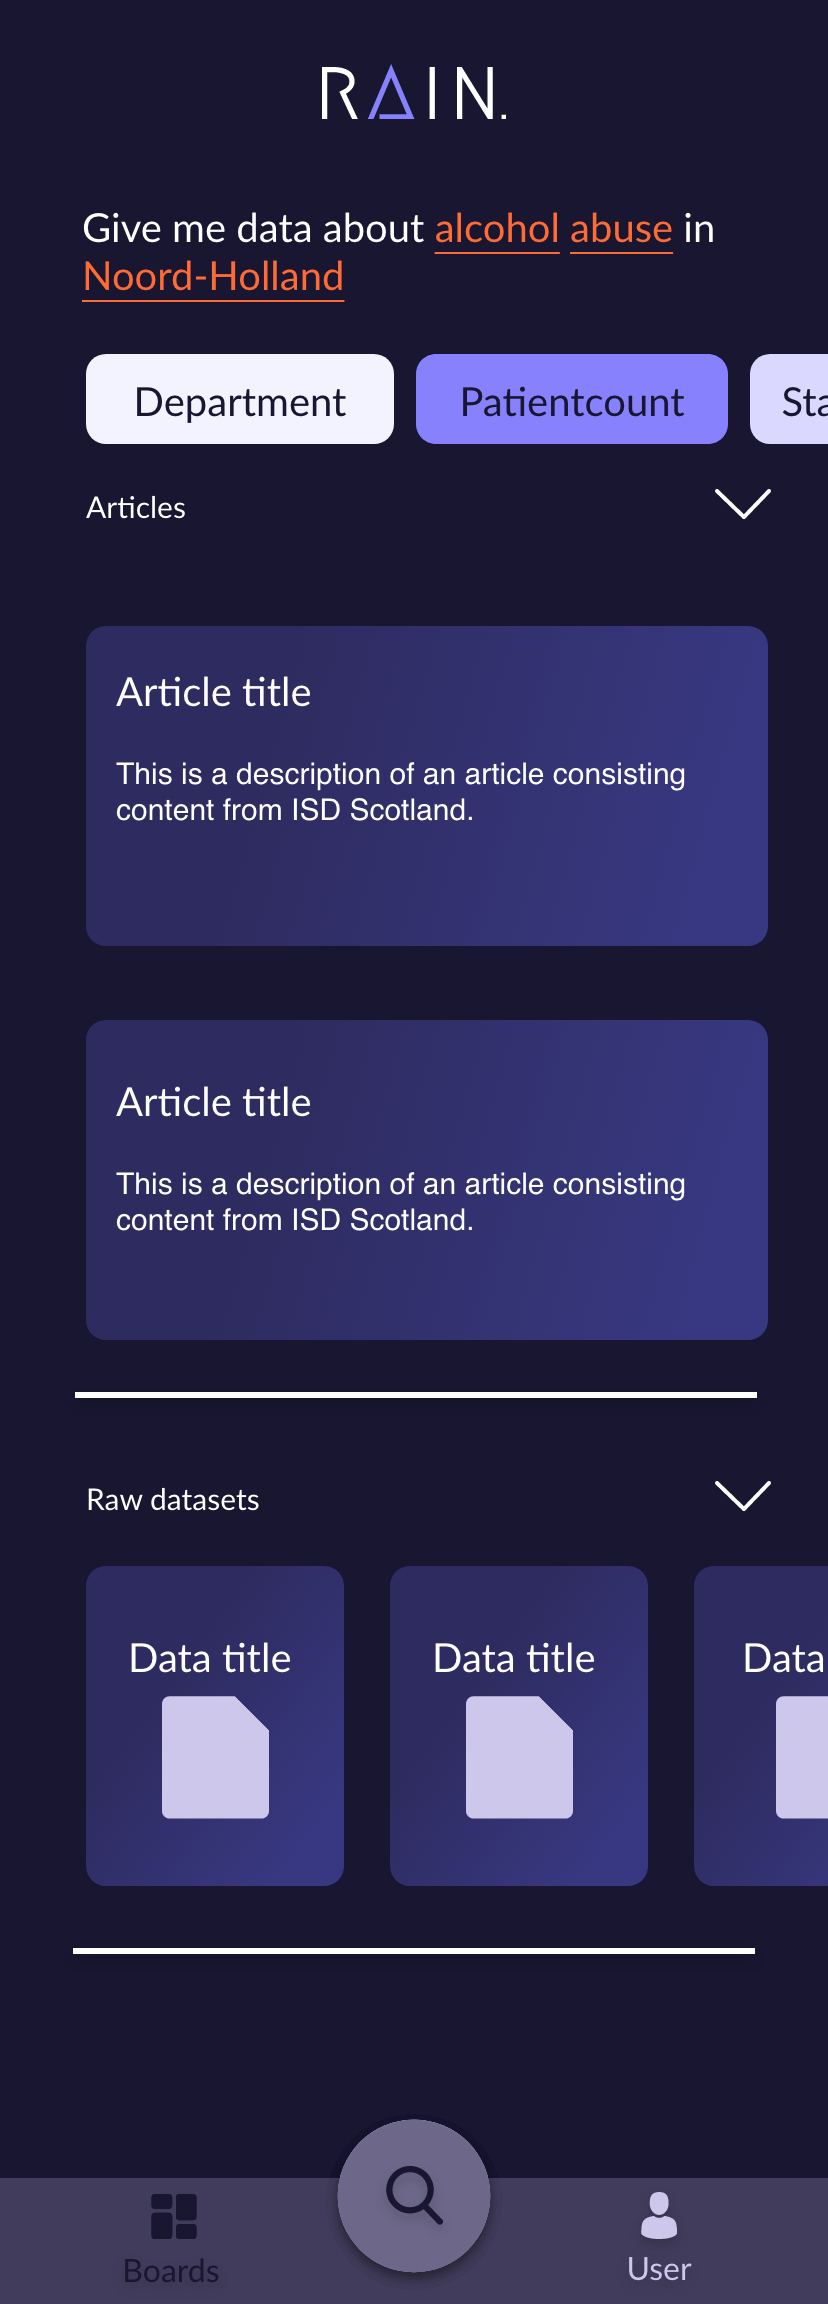 RAIN.
Give me data about alcohol abuse in
Noord-Holland
Department Patientcount Sta
Articles
Article title
This is a description of an article consisting
content from ISD Scotland.
Article title
This is a description of an article consisting
content from ISD Scotland.
Raw datasets
Data title Data title Data
Boards User